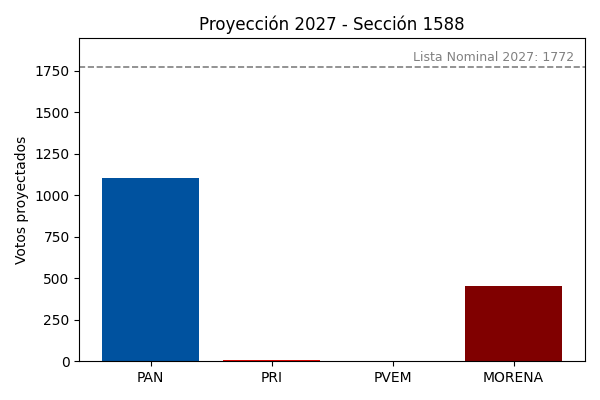 Proyección 2027 - Sección 1588
Lista Nominal 2027: 1772
Votos proyectados
1750
1500
1250
1000
750
500
250
0
PAN
PRI
PVEM
MORENA